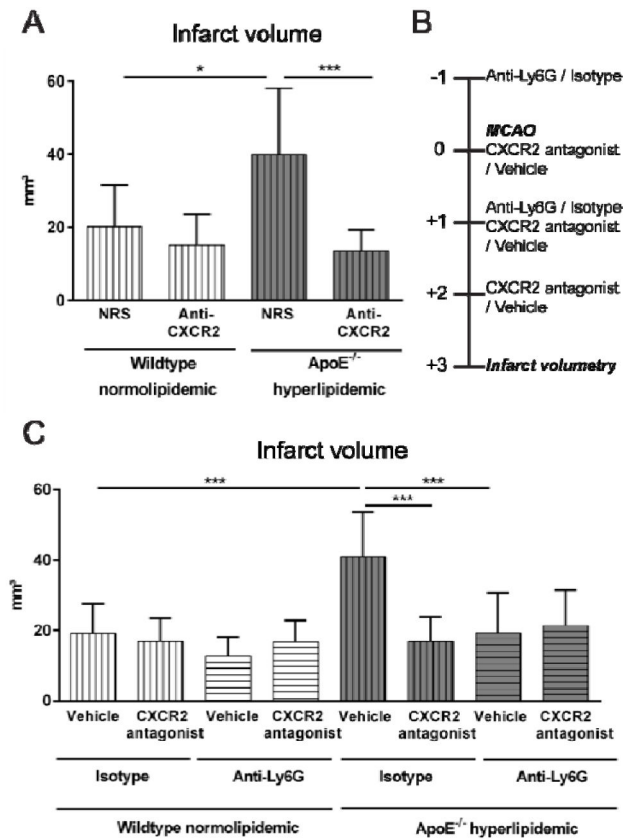 A
Infarct volume
*
***
60
40
20
0
mm³
NRS
Anti-
CXCR2
NRS
Anti-
CXCR2
Wildtype
normolipidemic
ApoE-/-
hyperlipidemic
B
-1
Anti-Ly6G / Isotype
MCAO
0
CXCR2 antagonist
/ Vehicle
Anti-Ly6G / Isotype
+1
CXCR2 antagonist
/ Vehicle
+2
CXCR2 antagonist
/ Vehicle
+3
Infarct volumetry
C
Infarct volume
***
***
***
60
40
20
0
mm³
Vehicle
CXCR2
antagonist
Vehicle
CXCR2
antagonist
Vehicle
CXCR2
antagonist
Vehicle
CXCR2
antagonist
Isotype
Anti-Ly6G
Isotype
Anti-Ly6G
Wildtype normolipidemic
ApoE-/- hyperlipidemic